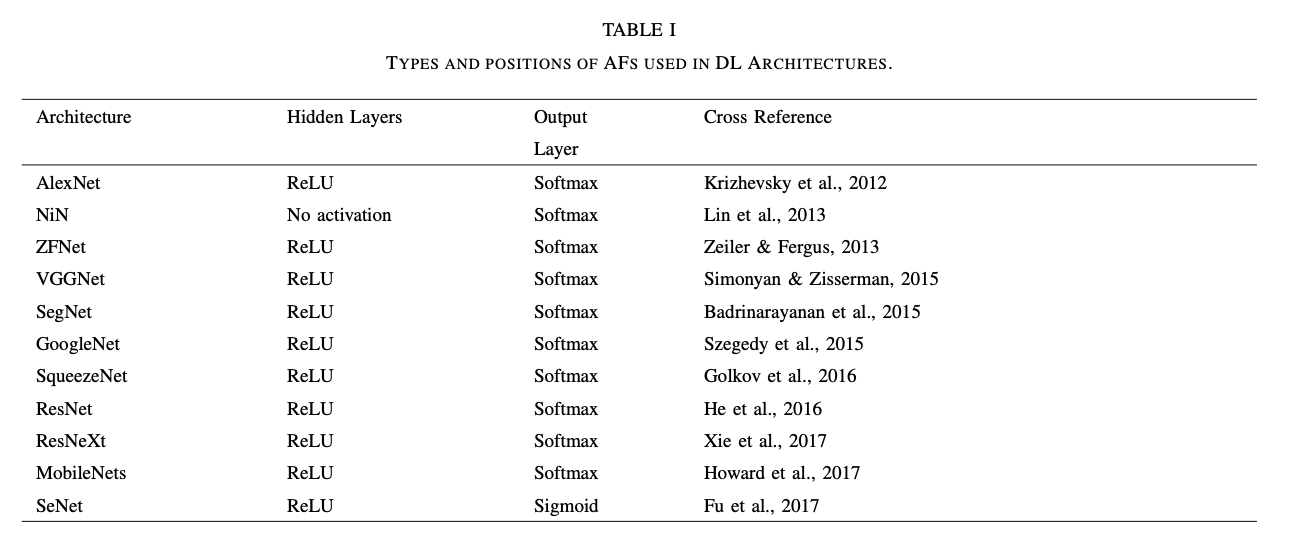 TABLE I
TYPES AND POSITIONS OF AFS USED IN DL ARCHITECTURES.
Architecture Hidden Layers Output Cross Reference
Layer
AlexNet ReLU Softmax Krizhevsky et al., 2012
NiN No activation Softmax Lin et al., 2013
ZFNet ReLU Softmax Zeiler & Fergus, 2013
VGGNet ReLU Softmax Simonyan & Zisserman, 2015
SegNet ReLU Softmax Badrinarayanan et al., 2015
GoogleNet ReLU Softmax Szegedy et al., 2015
SqueezeNet ReLU Softmax Golkov et al., 2016
ResNet ReLU Softmax He et al., 2016
ResNeXt ReLU Softmax Xie et al., 2017
MobileNets ReLU Softmax Howard et al., 2017
SeNet ReLU Sigmoid Fu et al., 2017